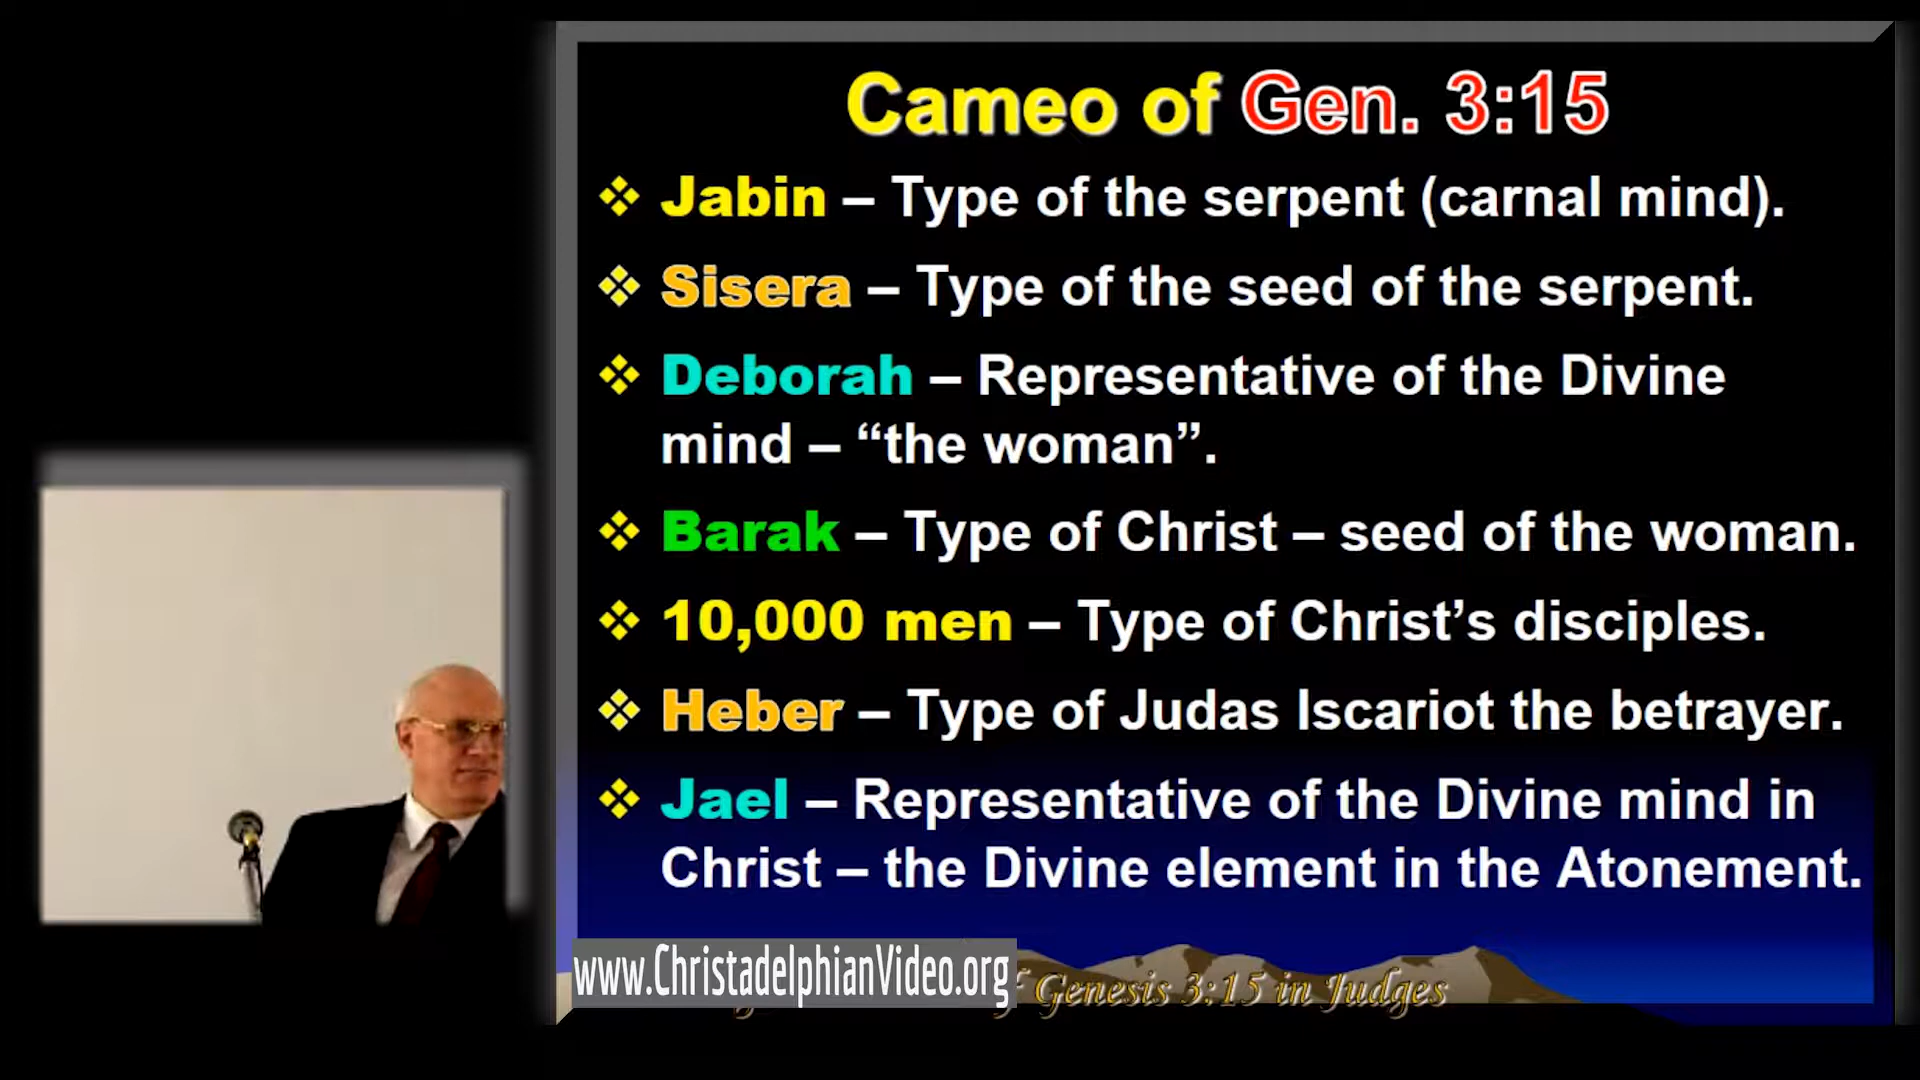 Cameo of Gen. 3:15
Jabin – Type of the serpent (carnal mind).
Sisera – Type of the seed of the serpent.
Deborah – Representative of the Divine
mind – “the woman”.
Barak – Type of Christ – seed of the woman.
10,000 men – Type of Christ’s disciples.
Heber – Type of Judas Iscariot the betrayer.
Jael – Representative of the Divine mind in
Christ – the Divine element in the Atonement.
www.ChristadelphianVideo.org
Genesis 3:15 in Judges